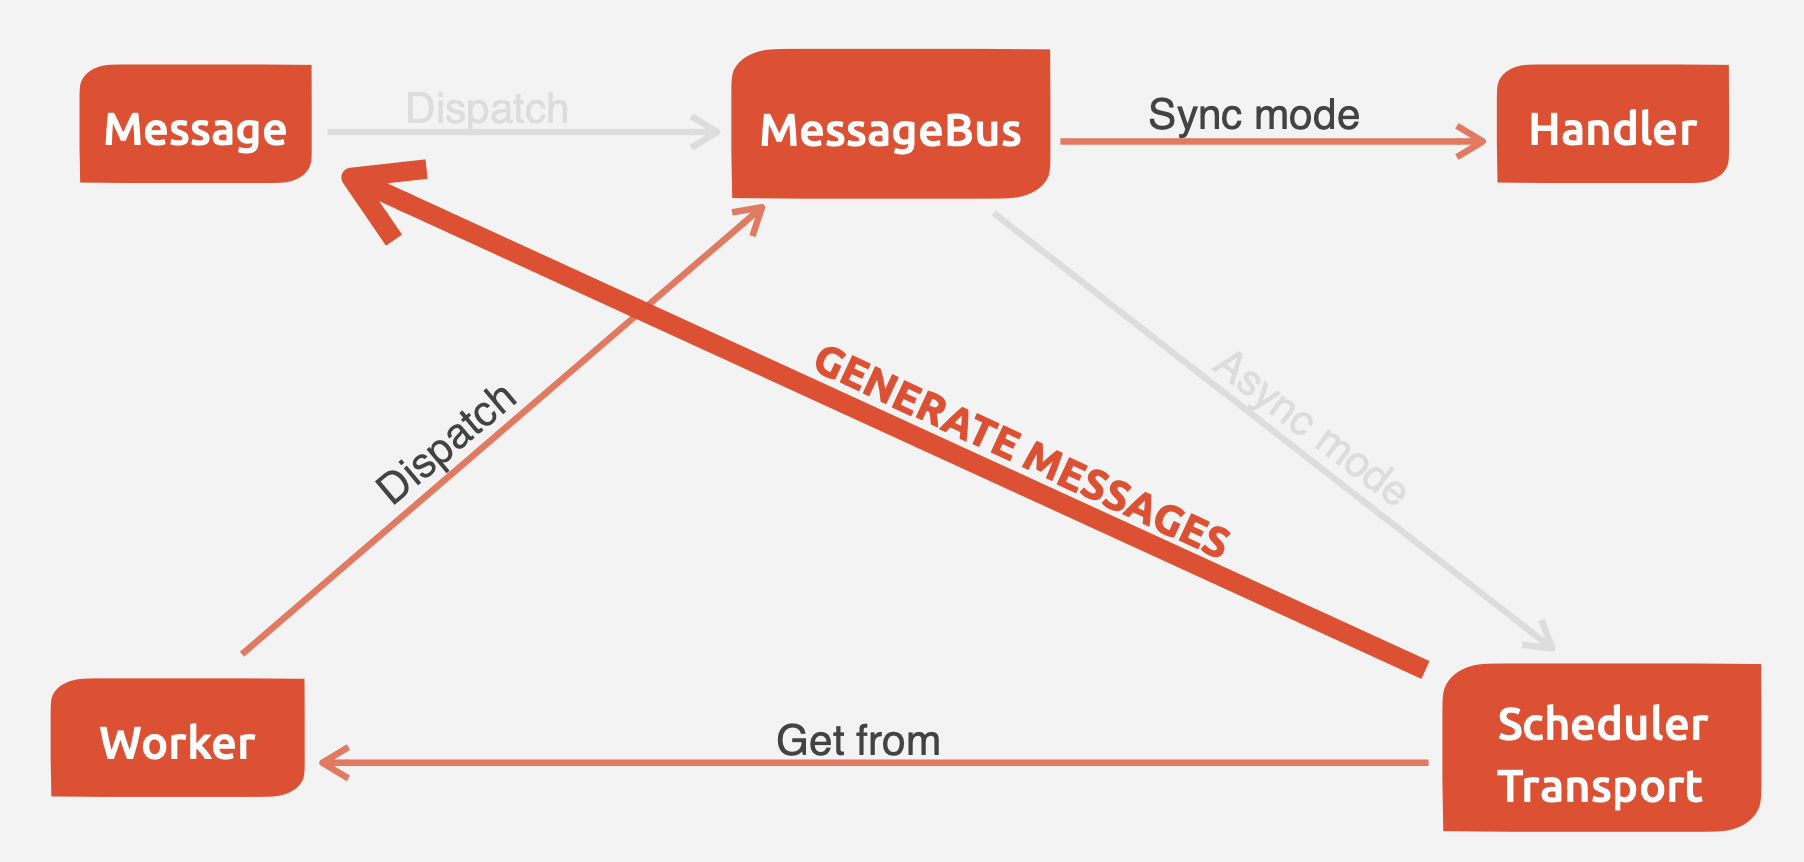 Message
Dispatch
MessageBus
Sync mode
Handler
GENERATE MESSAGES
Async mode
Dispatch
Worker
Get from
Scheduler
Transport